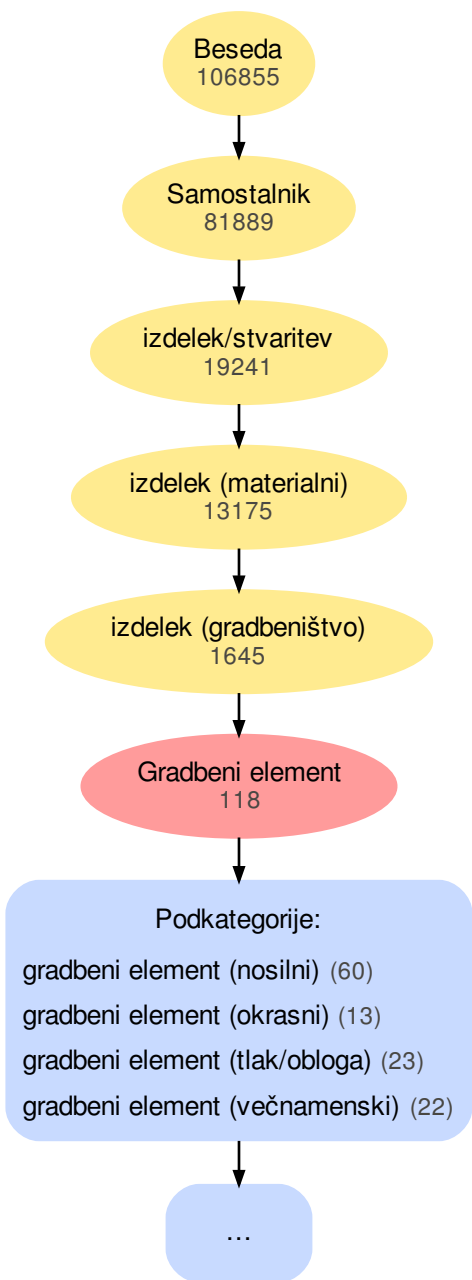 Beseda
106855
Samostalnik
81889
izdelek/stvaritev
19241
izdelek (materialni)
13175
izdelek (gradbeništvo)
1645
Gradbeni element
118
Podkategorije:
gradbeni element (nosilni) (60)
gradbeni element (okrasni) (13)
gradbeni element (tlak/obloga) (23)
gradbeni element (večnamenski) (22)
...